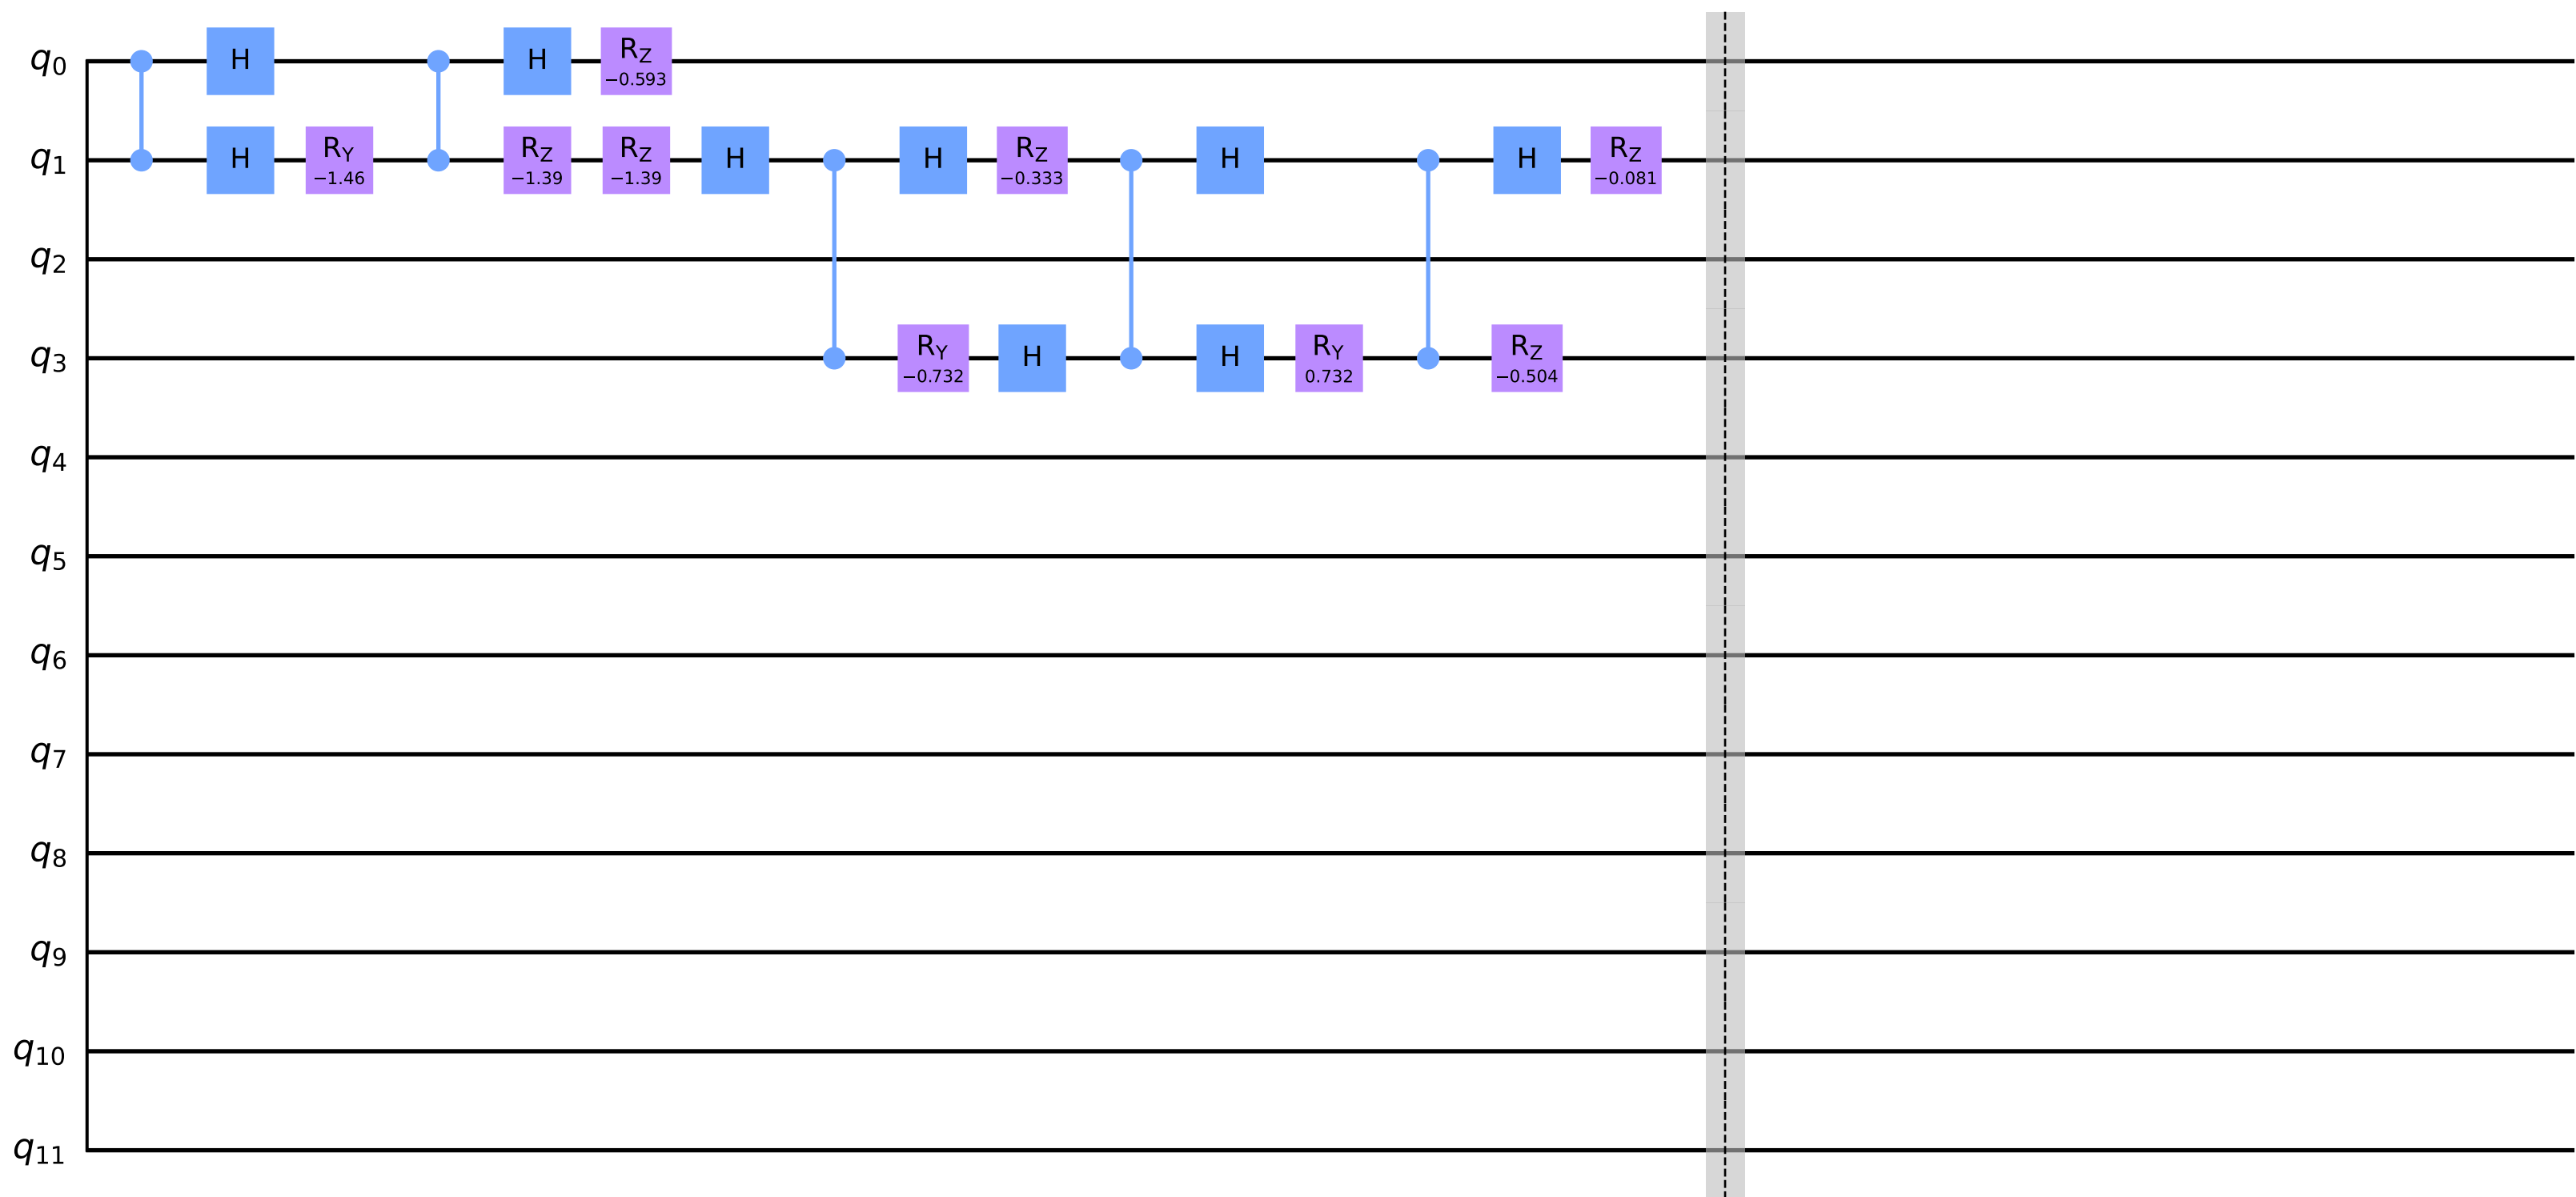 q0 H H RZ −0.593
q1 H RY −1.46 RZ −1.39 RZ −1.39 H H RZ −0.333 H H RZ −0.081
q2
q3 RY −0.732 H H RY 0.732 RZ −0.504
q4
q5
q6
q7
q8
q9
q10
q11